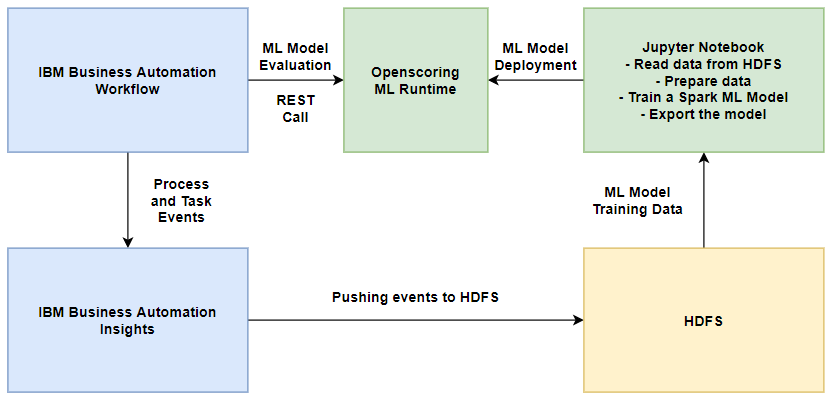 IBM Business Automation
Workflow
ML Model
Evaluation
REST
Call
Openscoring
ML Runtime
ML Model
Deployment
Jupyter Notebook
- Read data from HDFS
- Prepare data
- Train a Spark ML Model
- Export the model
Process
and Task
Events
ML Model
Training Data
IBM Business Automation
Insights
Pushing events to HDFS
HDFS